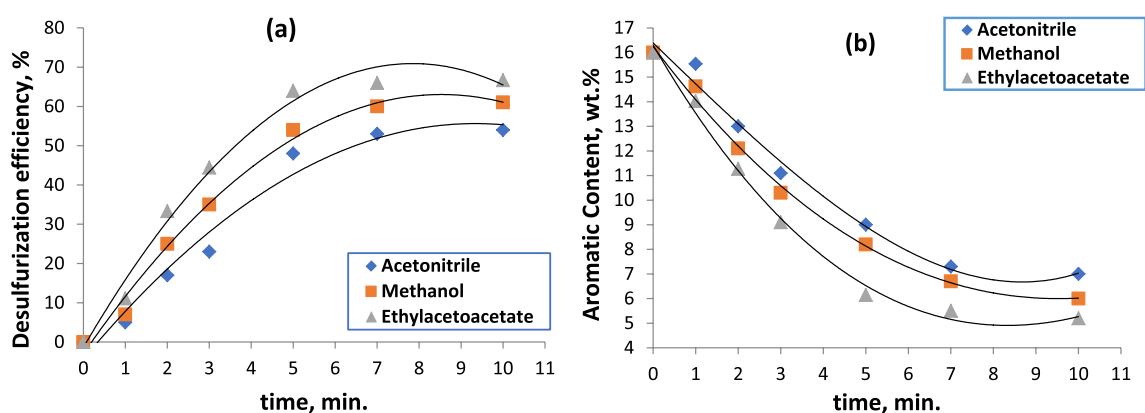 (a)
Desulfurization efficiency, %
80
70
60
50
40
30
20
10
0
0 1 2 3 4 5 6 7 8 9 10 11
time, min.
Acetonitrile
Methanol
Ethylacetoacetate
(b)
Aromatic Content, wt.%
17
16
15
14
13
12
11
10
9
8
7
6
5
4
0 1 2 3 4 5 6 7 8 9 10 11
time, min.
Acetonitrile
Methanol
Ethylacetoacetate